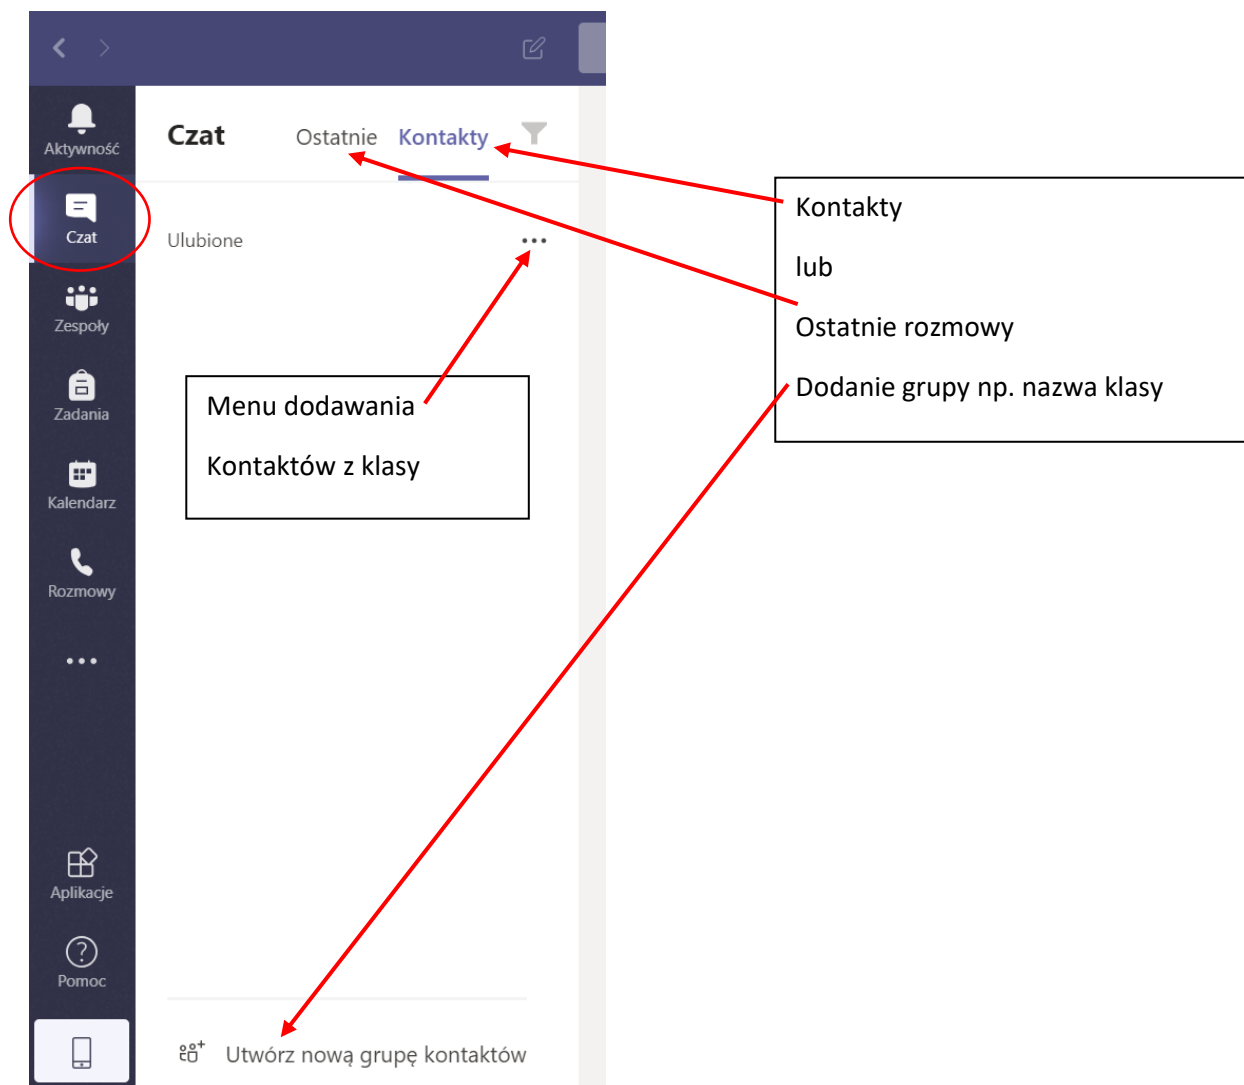 Aktywność
Czat
Zespoły
Zadania
Kalendarz
Rozmowy
Aplikacje
Pomoc
Czat Ostatnie Kontakty
Ulubione
Menu dodawania
Kontaktów z klasy
Utwórz nową grupę kontaktów
Kontakty
lub
Ostatnie rozmowy
Dodanie grupy np. nazwa klasy